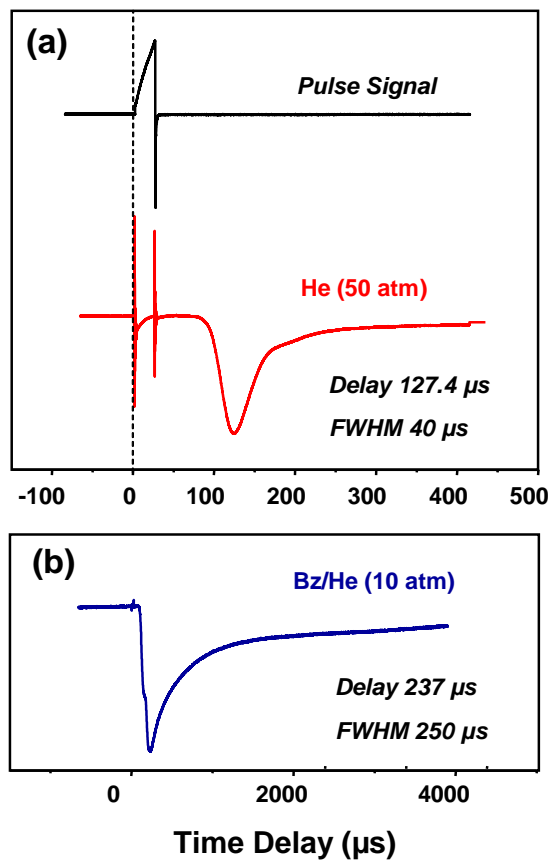 (a)
Pulse Signal
He (50 atm)
Delay 127.4 µs
FWHM 40 µs
-100 0 100 200 300 400 500
(b)
Bz/He (10 atm)
Delay 237 µs
FWHM 250 µs
0 2000 4000
Time Delay (µs)